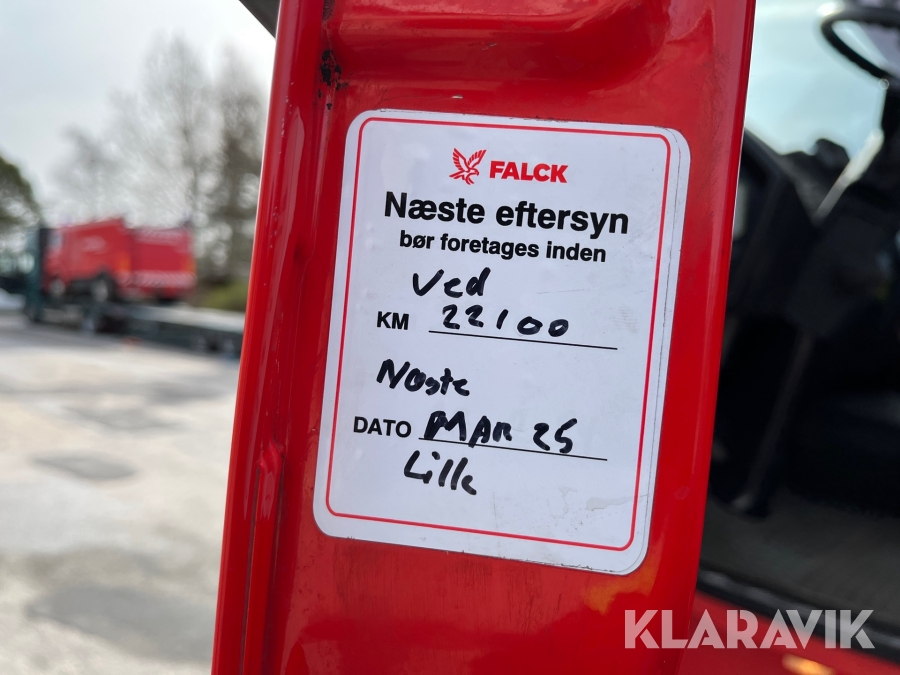 FALCK
Næste eftersyn
bør foretages inden
Ved
KM 22100
Næste
DATO MAR 25
Lille
KLARAVIK